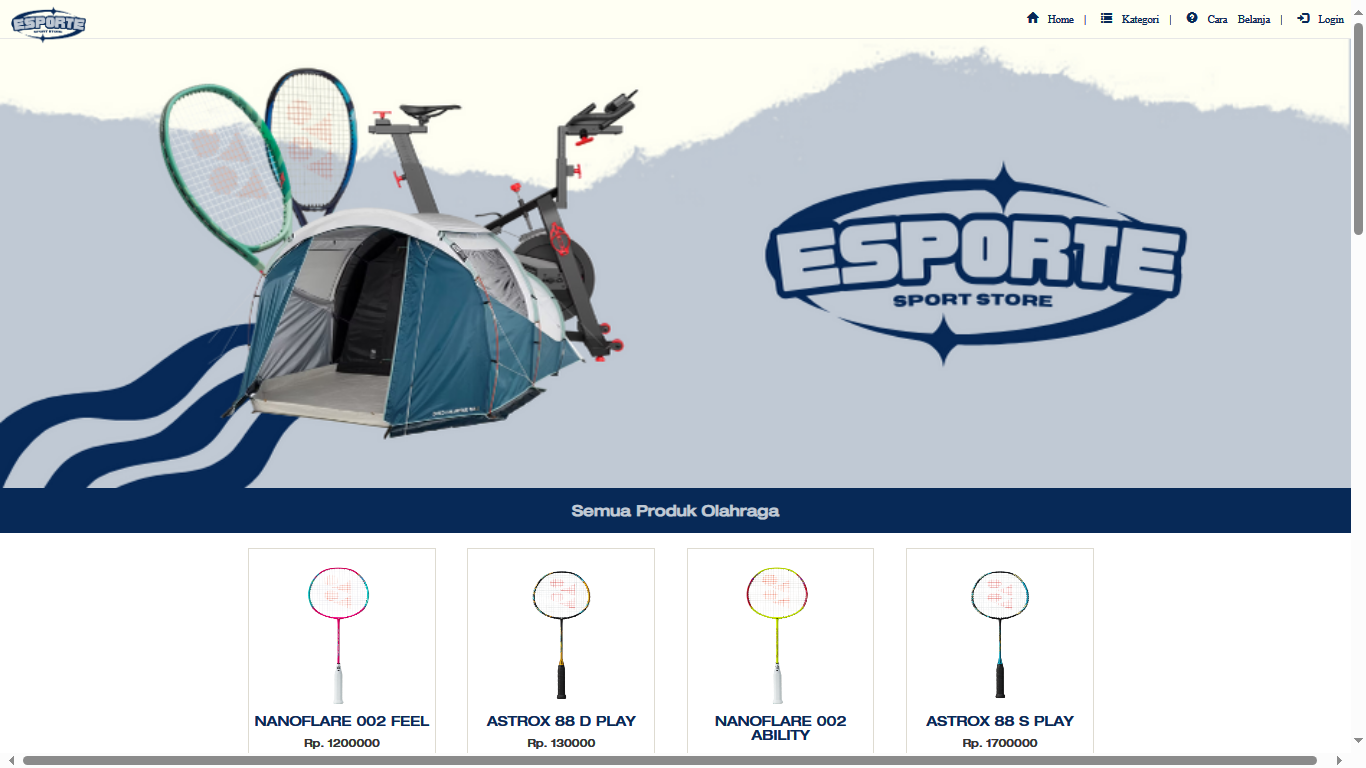 ESPORTE
SPORT STORE
Home | Kategori | Cara Belanja | Login
ESPORTE
SPORT STORE
Semua Produk Olahraga
NANOFLARE 002 FEEL
Rp. 1200000
ASTROX 88 D PLAY
Rp. 130000
NANOFLARE 002
ABILITY
ASTROX 88 S PLAY
Rp. 1700000